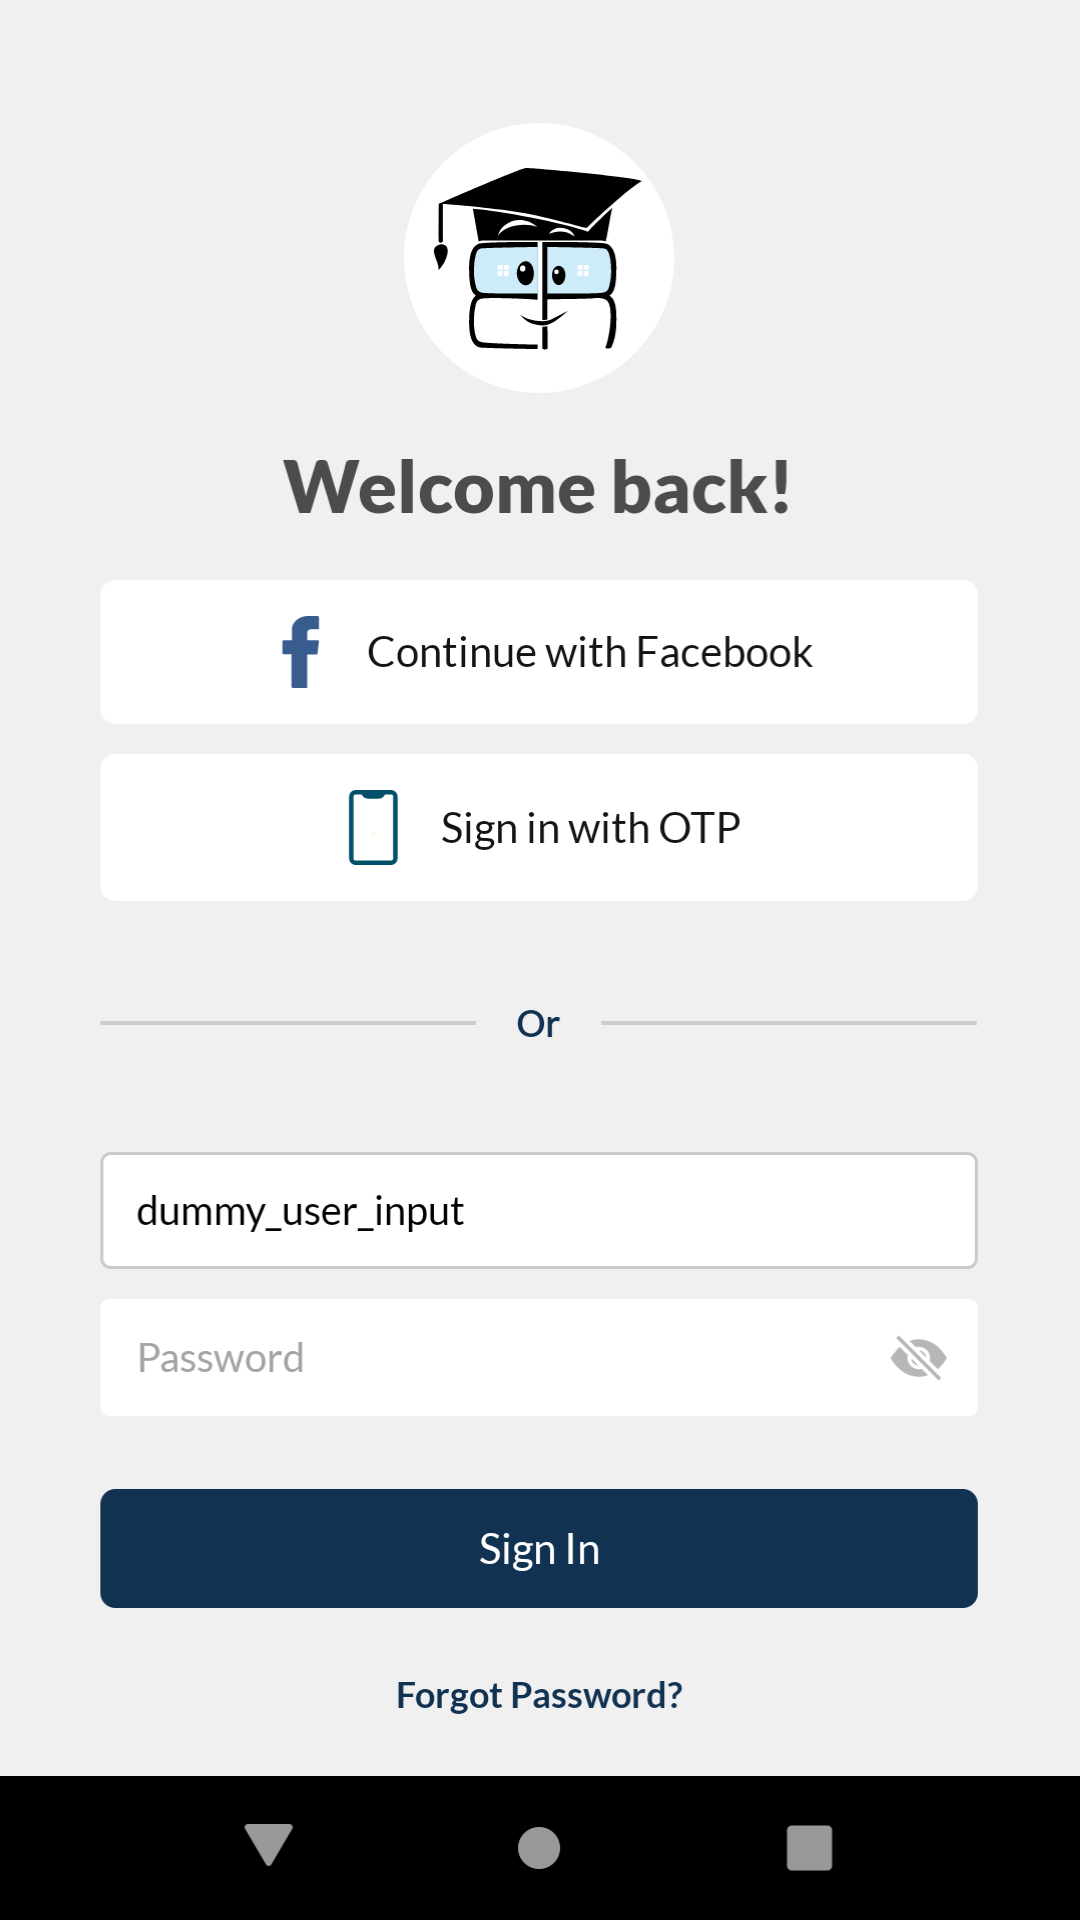 Welcome back!
Continue with Facebook
Sign in with OTP
Or
dummy_user_input
Password
Sign In
Forgot Password?